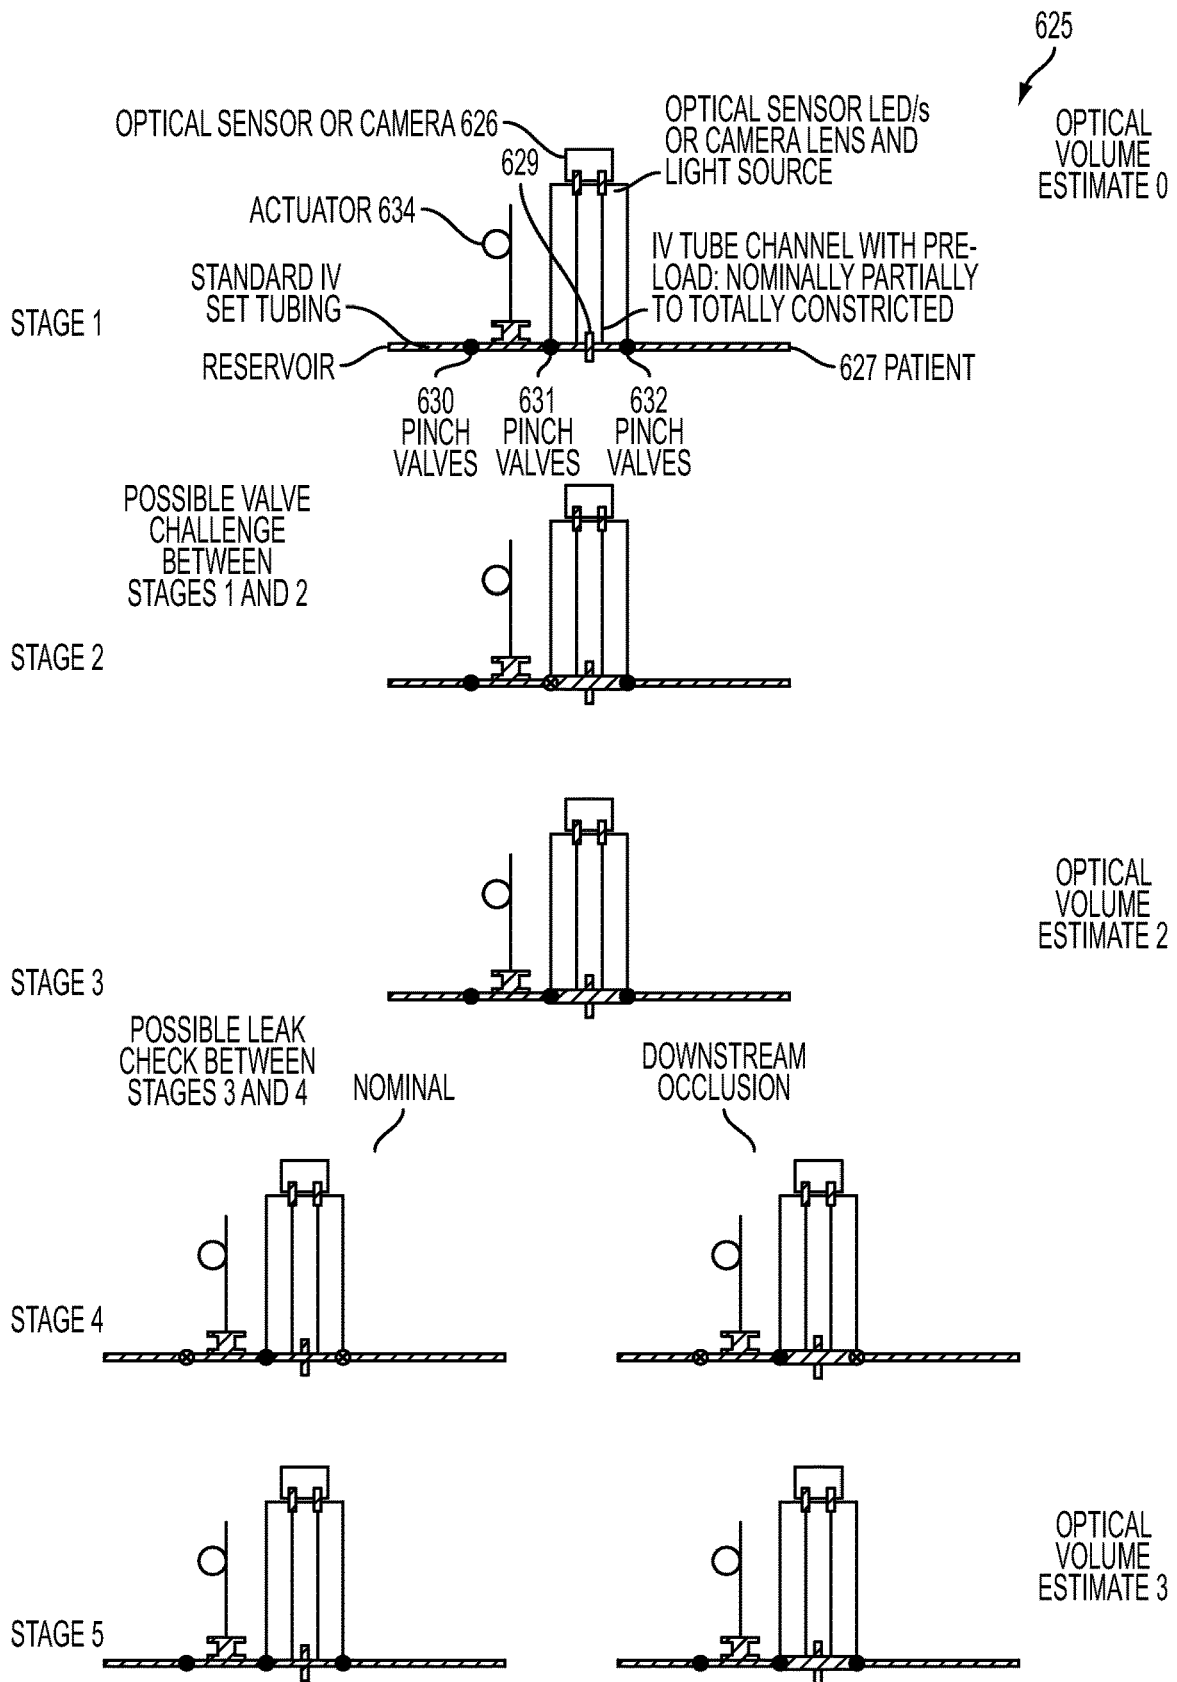 625
OPTICAL SENSOR OR CAMERA 626
629
OPTICAL SENSOR LED/s
OR CAMERA LENS AND
LIGHT SOURCE
OPTICAL
VOLUME
ESTIMATE 0
ACTUATOR 634
STANDARD IV
SET TUBING
IV TUBE CHANNEL WITH PRE-
LOAD: NOMINALLY PARTIALLY
TO TOTALLY CONSTRICTED
STAGE 1
RESERVOIR
627 PATIENT
630
PINCH
VALVES
631
PINCH
VALVES
632
PINCH
VALVES
POSSIBLE VALVE
CHALLENGE
BETWEEN
STAGES 1 AND 2
STAGE 2
OPTICAL
VOLUME
ESTIMATE 2
STAGE 3
POSSIBLE LEAK
CHECK BETWEEN
STAGES 3 AND 4
NOMINAL
DOWNSTREAM
OCCLUSION
STAGE 4
OPTICAL
VOLUME
ESTIMATE 3
STAGE 5